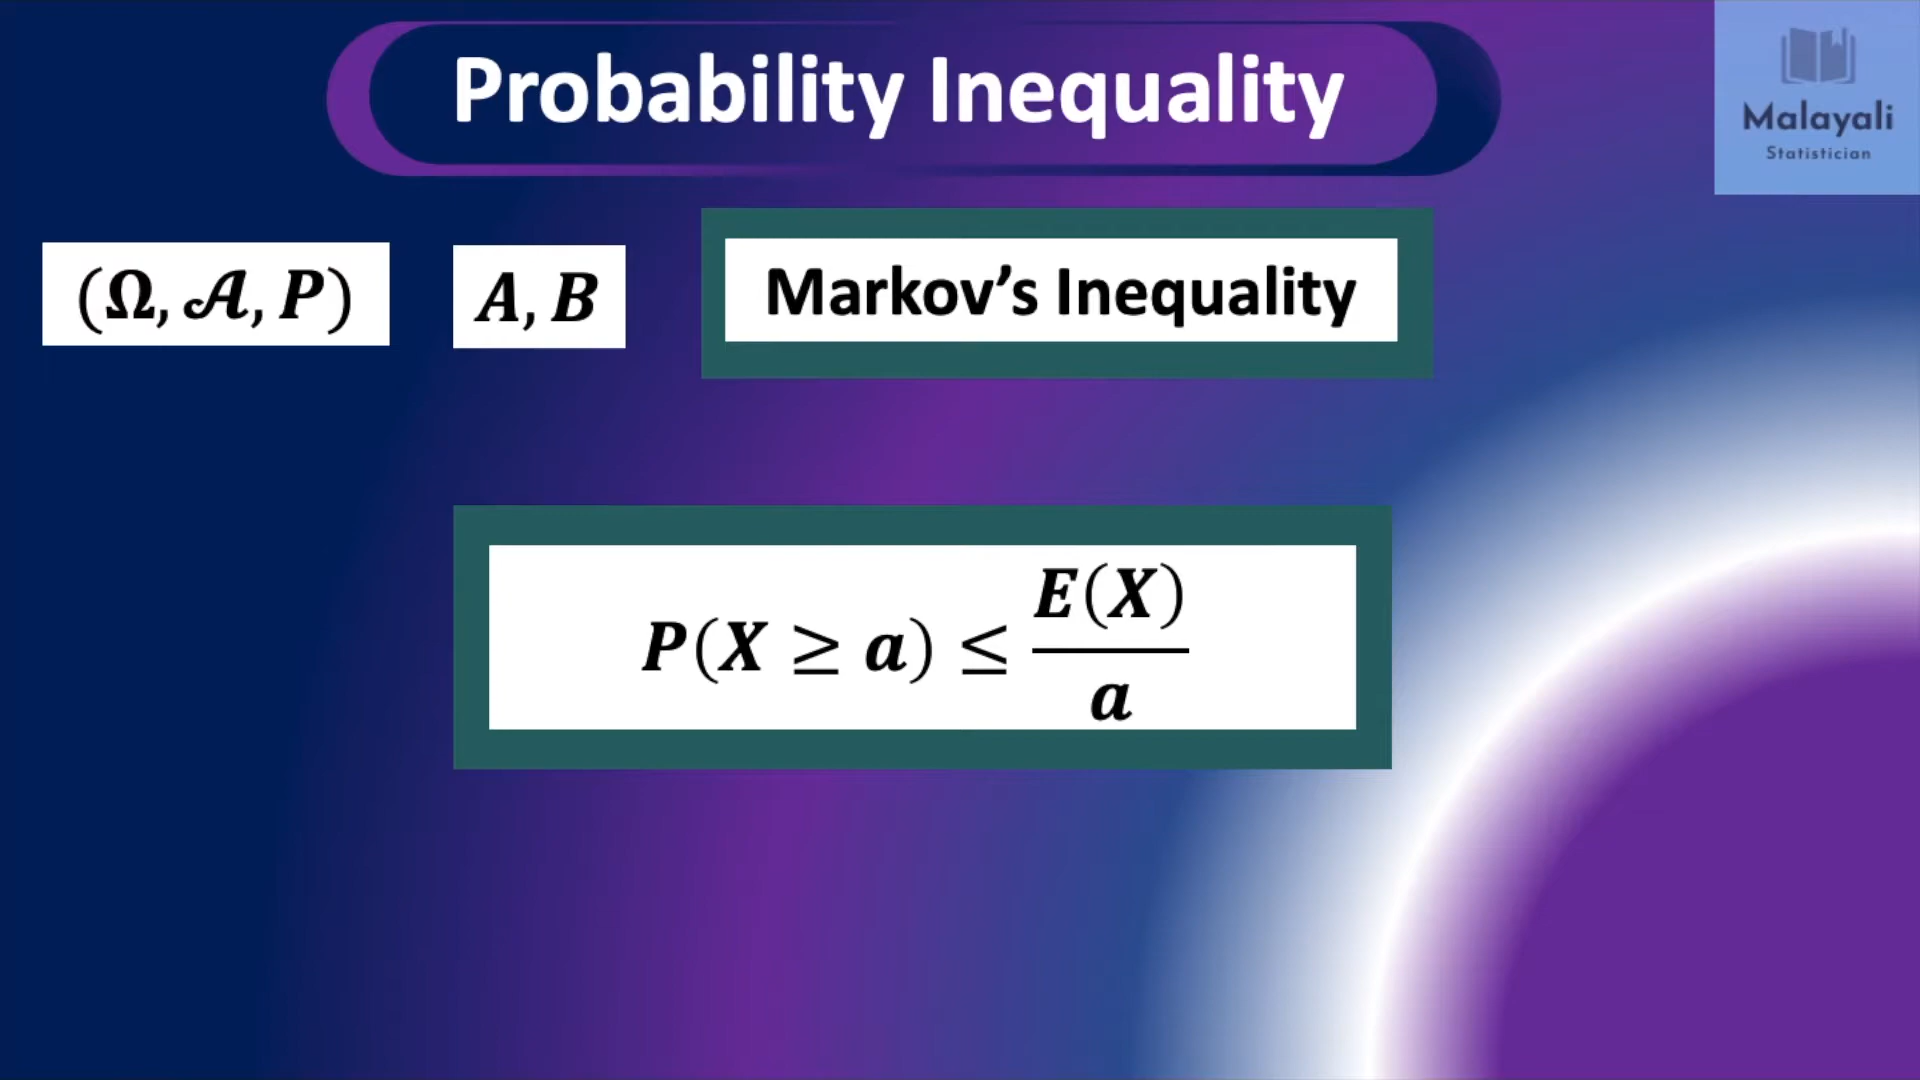 Probability Inequality
Malayali
Statistician
(Ω, 𝒜, P)
A, B
Markov’s Inequality
P(X ≥ a) ≤ E(X)/a